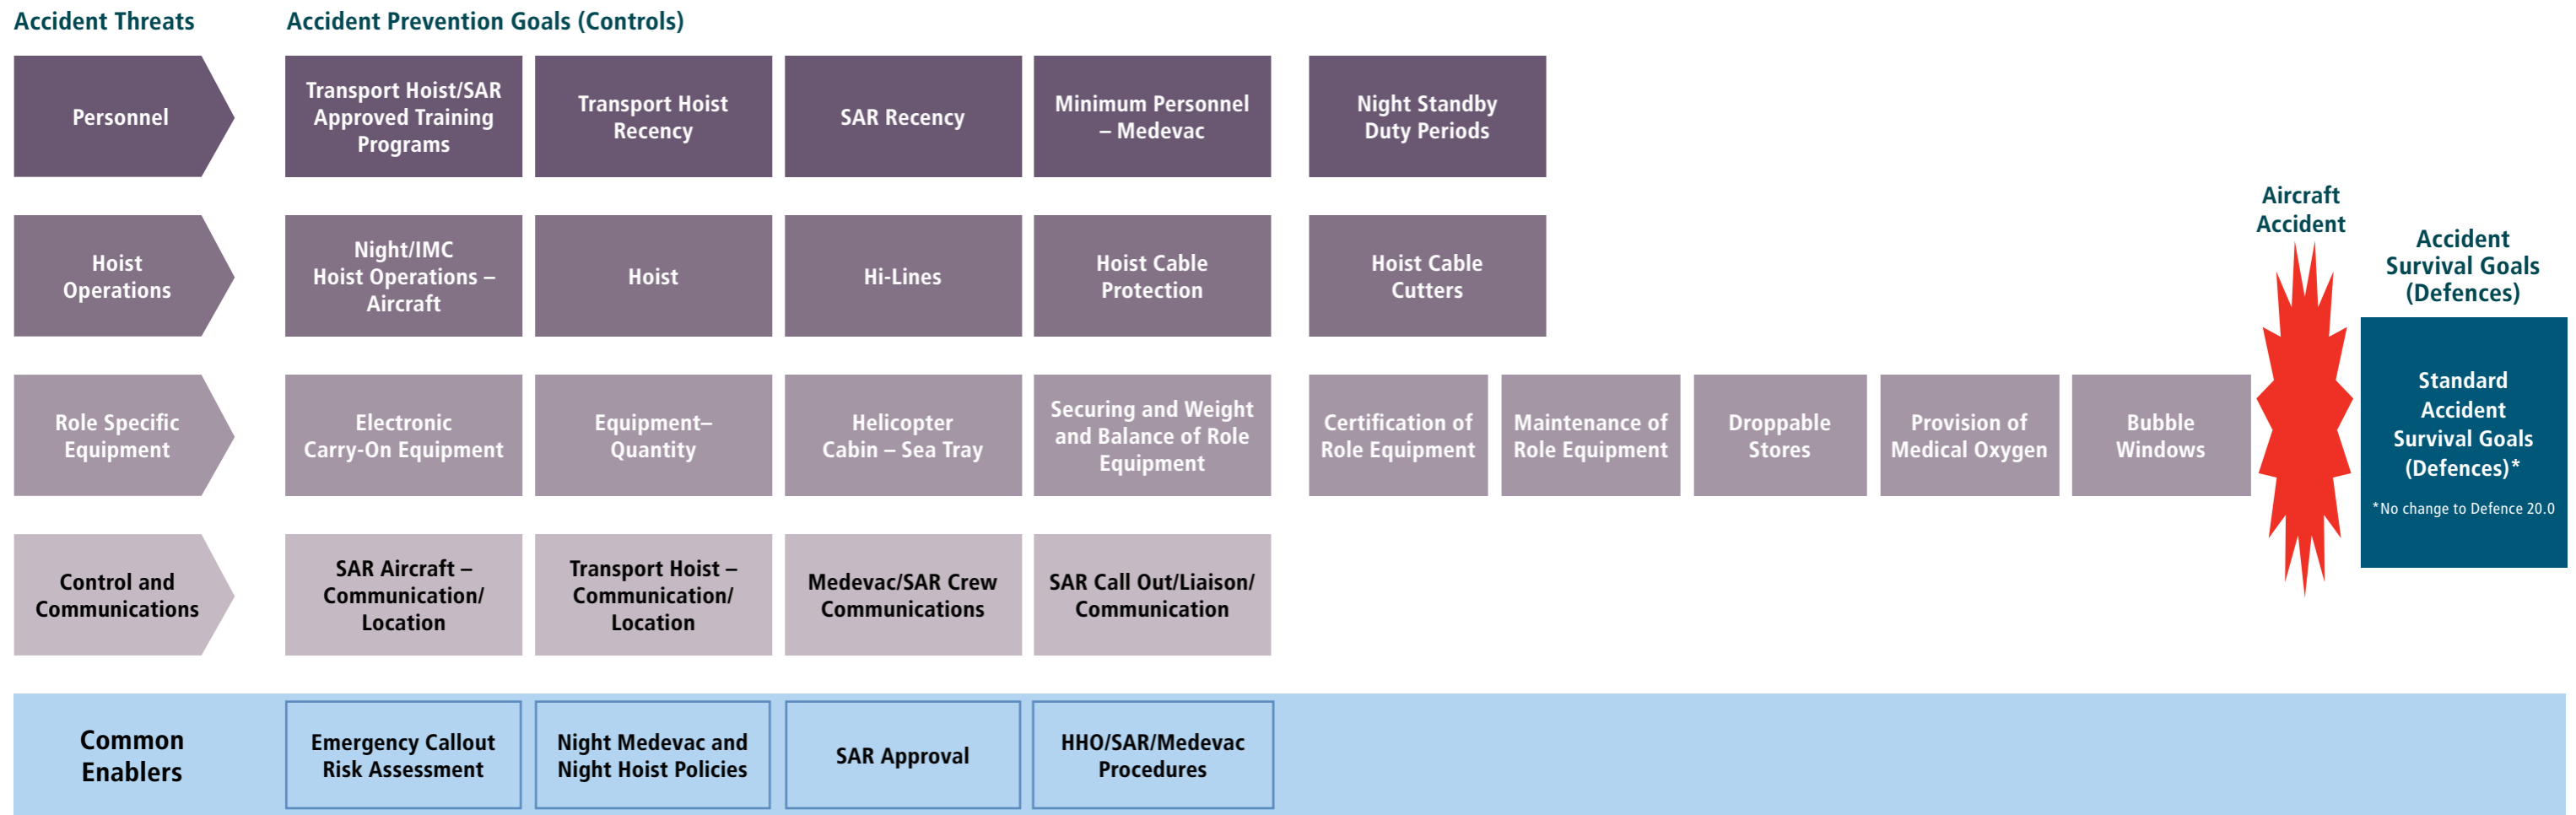 Accident Threats
Accident Prevention Goals (Controls)
Personnel
Transport Hoist/SAR
Approved Training
Programs
Transport Hoist
Recency
SAR Recency
Minimum Personnel
– Medevac
Night Standby
Duty Periods
Hoist
Operations
Night/IMC
Hoist Operations –
Aircraft
Hoist
Hi-Lines
Hoist Cable
Protection
Hoist Cable
Cutters
Role Specific
Equipment
Electronic
Carry-On Equipment
Equipment–
Quantity
Helicopter
Cabin – Sea Tray
Securing and Weight
and Balance of Role
Equipment
Certification of
Role Equipment
Maintenance of
Role Equipment
Droppable
Stores
Provision of
Medical Oxygen
Bubble
Windows
Control and
Communications
SAR Aircraft –
Communication/
Location
Transport Hoist –
Communication/
Location
Medevac/SAR Crew
Communications
SAR Call Out/Liaison/
Communication
Aircraft
Accident
Accident
Survival Goals
(Defences)
Standard
Accident
Survival Goals
(Defences)*
*No change to Defence 20.0
Common
Enablers
Emergency Callout
Risk Assessment
Night Medevac and
Night Hoist Policies
SAR Approval
HHO/SAR/Medevac
Procedures